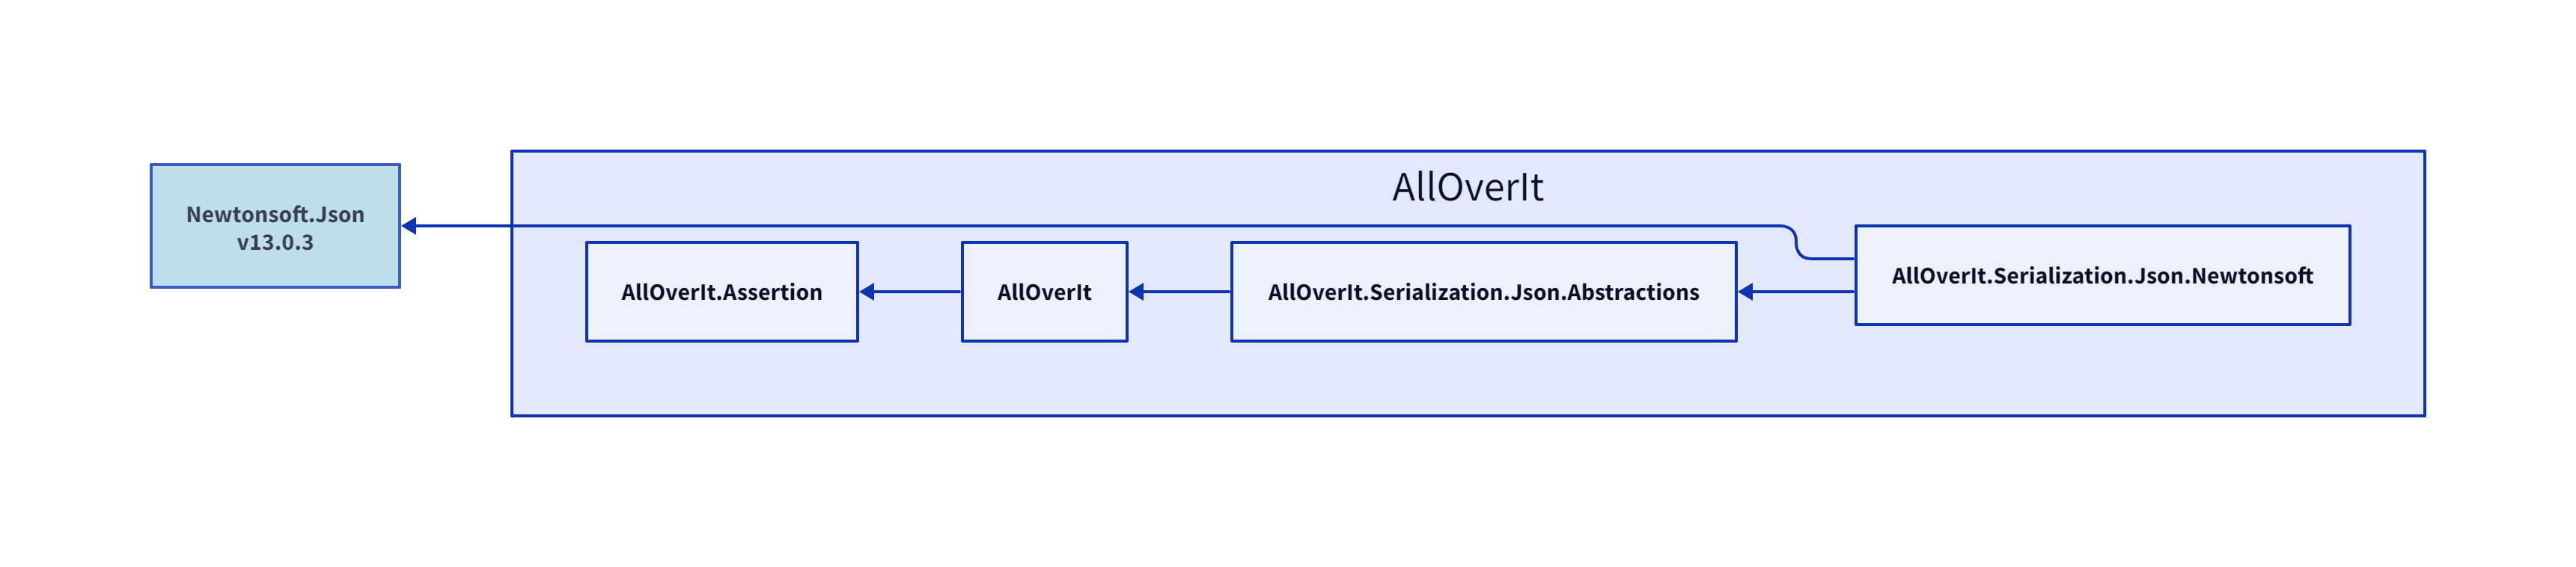 AllOverIt
Newtonsoft.Json
v13.0.3
AllOverIt.Assertion
AllOverIt
AllOverIt.Serialization.Json.Abstractions
AllOverIt.Serialization.Json.Newtonsoft